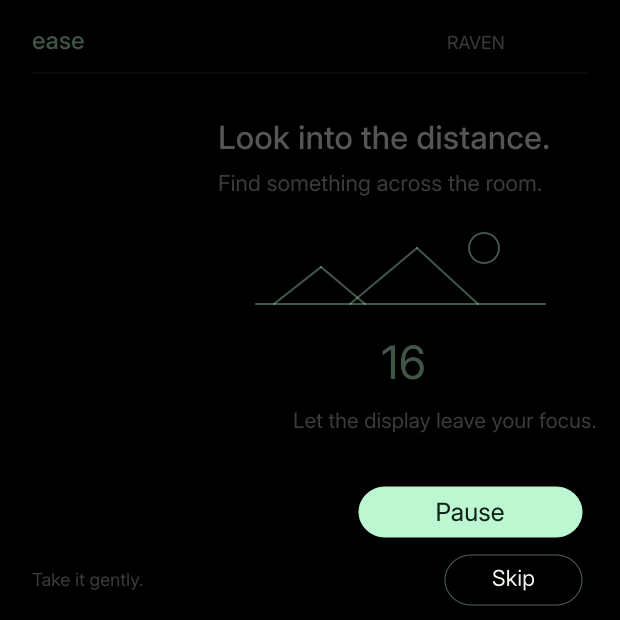 ease
RAVEN
Look into the distance.
Find something across the room.
16
Let the display leave your focus.
Pause
Take it gently.
Skip